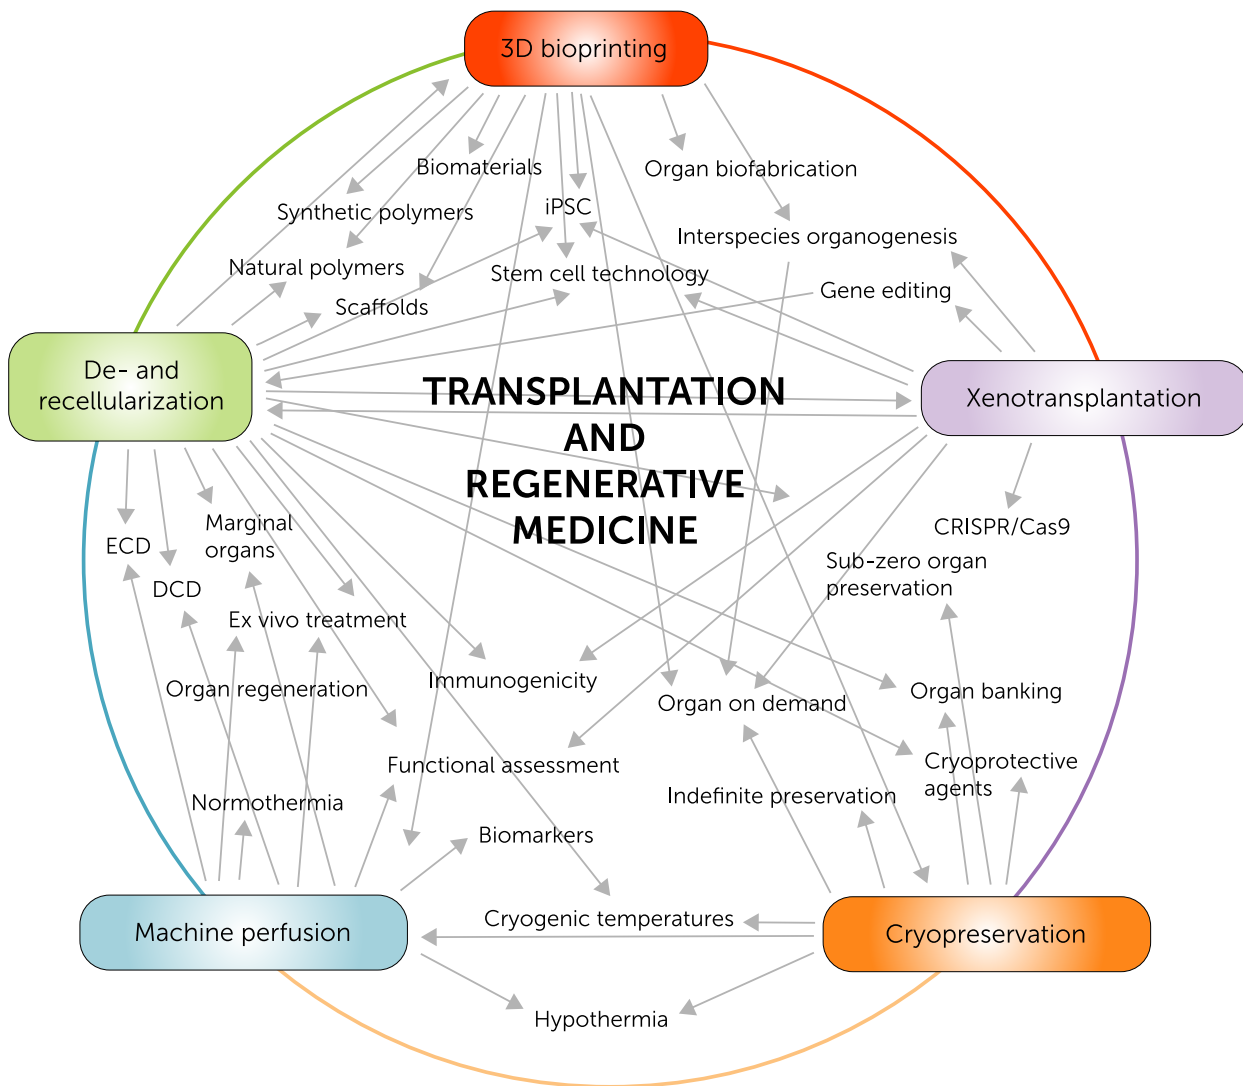 3D bioprinting
Biomaterials
Organ biofabrication
Synthetic polymers
iPSC
Interspecies organogenesis
Natural polymers
Stem cell technology
Gene editing
Scaffolds
De- and
recellularization
TRANSPLANTATION
AND
REGENERATIVE
MEDICINE
Xenotransplantation
ECD
Marginal
organs
CRISPR/Cas9
DCD
Sub-zero organ
preservation
Ex vivo treatment
Organ regeneration
Immunogenicity
Organ on demand
Organ banking
Functional assessment
Cryoprotective
agents
Normothermia
Indefinite preservation
Biomarkers
Machine perfusion
Cryogenic temperatures
Cryopreservation
Hypothermia